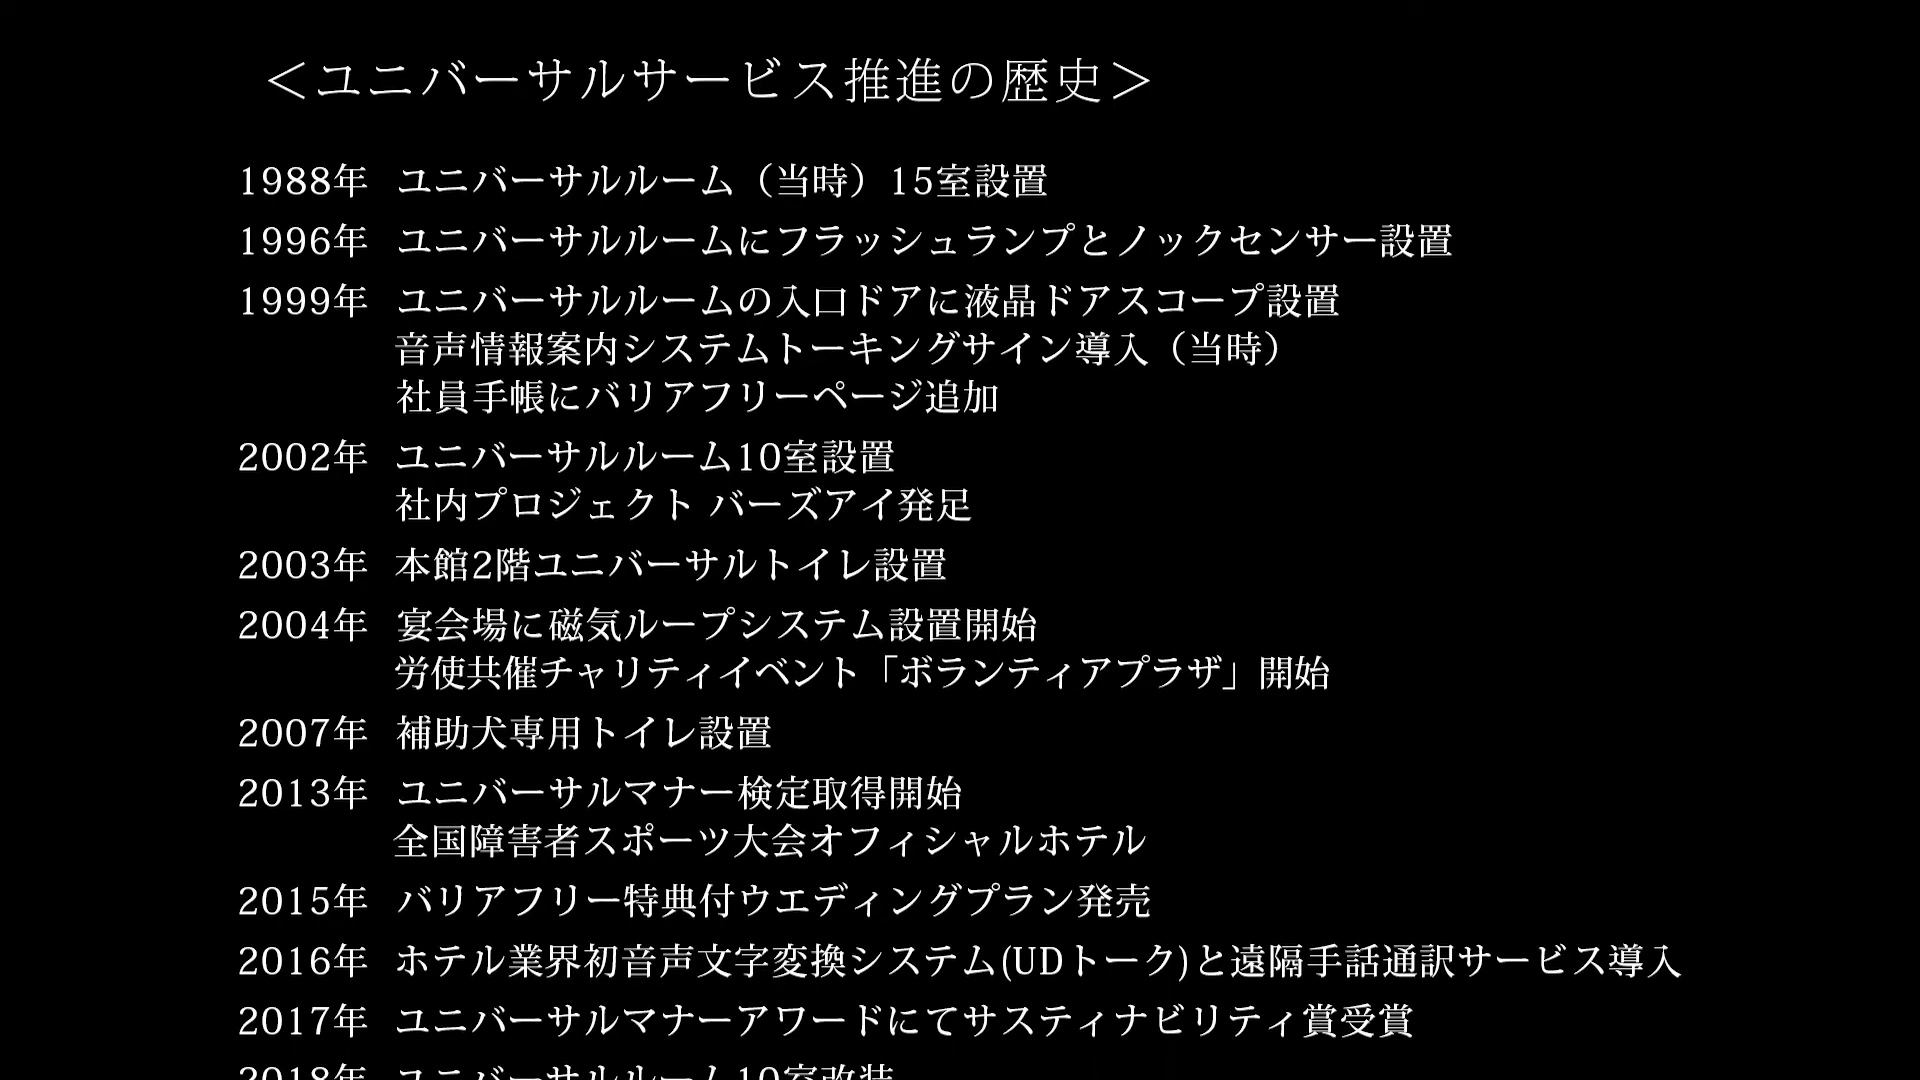 ＜ユニバーサルサービス推進の歴史＞
1988年 ユニバーサルルーム（当時）15室設置
1996年 ユニバーサルルームにフラッシュランプとノックセンサー設置
1999年 ユニバーサルルームの入口ドアに液晶ドアスコープ設置
音声情報案内システムトーキングサイン導入（当時）
社員手帳にバリアフリーページ追加
2002年 ユニバーサルルーム10室設置
社内プロジェクト バーズアイ発足
2003年 本館2階ユニバーサルトイレ設置
2004年 宴会場に磁気ループシステム設置開始
労使共催チャリティイベント「ボランティアプラザ」開始
2007年 補助犬専用トイレ設置
2013年 ユニバーサルマナー検定取得開始
全国障害者スポーツ大会オフィシャルホテル
2015年 バリアフリー特典付ウエディングプラン発売
2016年 ホテル業界初音声文字変換システム(UDトーク)と遠隔手話通訳サービス導入
2017年 ユニバーサルマナーアワードにてサスティナビリティ賞受賞
2018年 ユニバーサルルーム10室改装